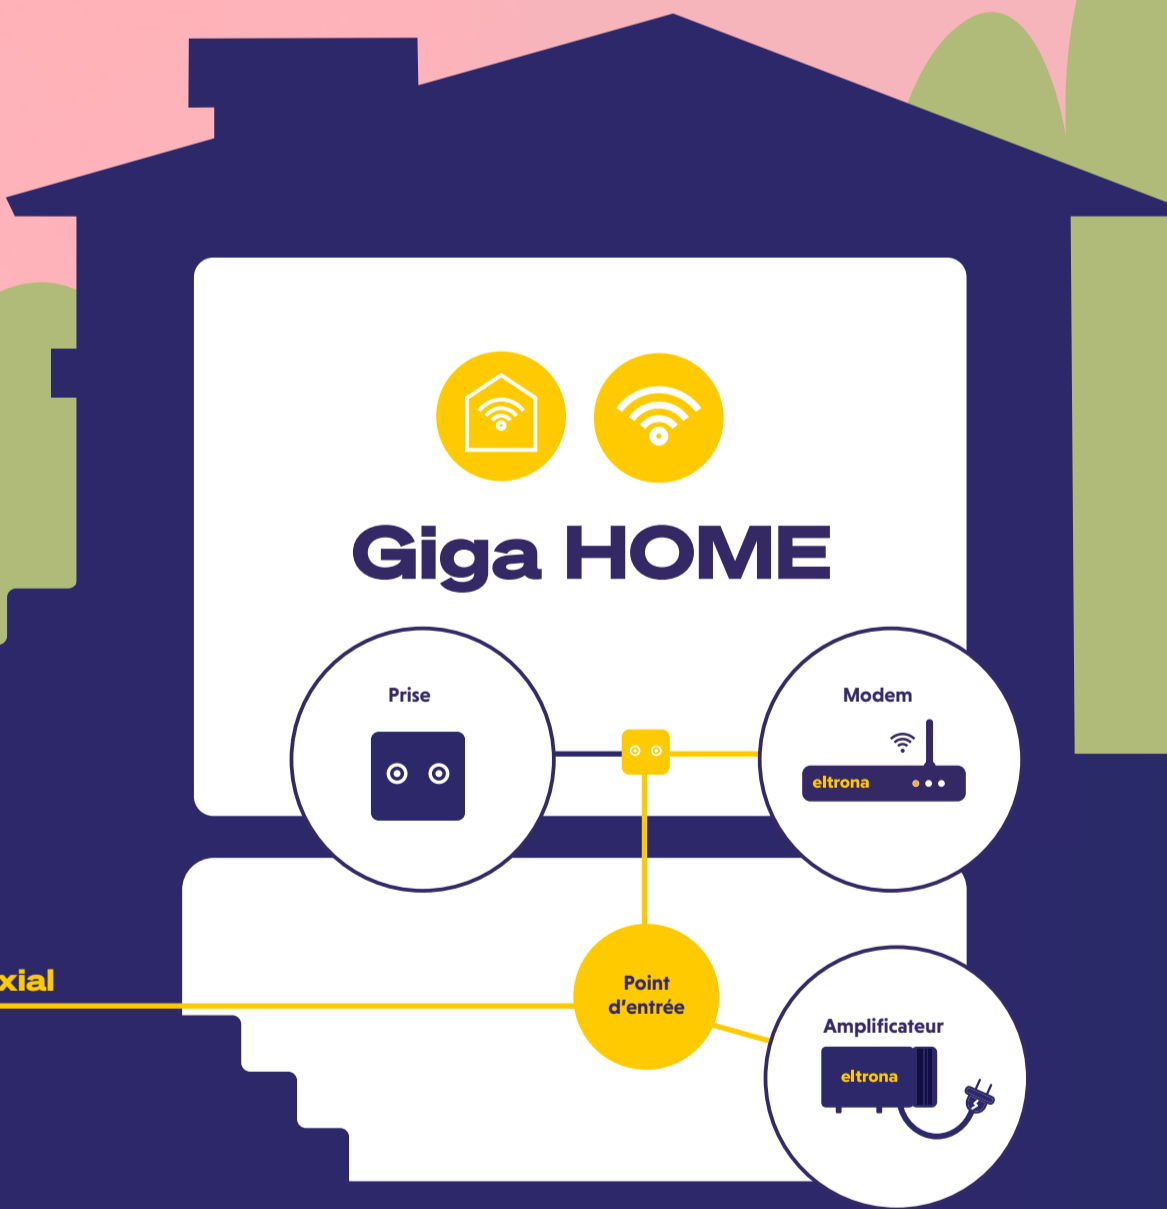 Giga HOME
Prise
Modem
eltrona
xial
Point
d'entrée
Amplificateur
eltrona